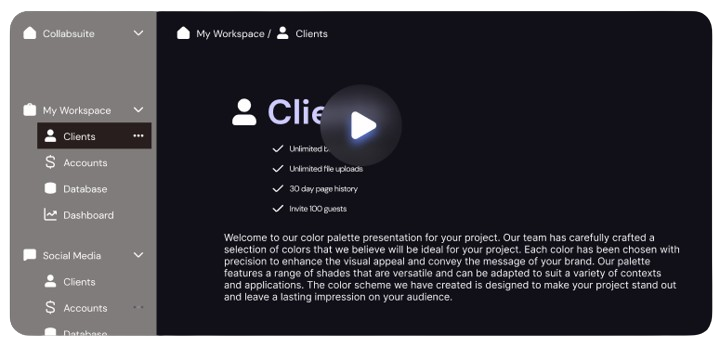 Collabsuite
My Workspace
Clients
Accounts
Database
Dashboard
Social Media
Clients
Accounts
Database
My Workspace / Clients
Clie
Unlimited
Unlimited file uploads
30 day page history
Invite 100 guests
Welcome to our color palette presentation for your project. Our team has carefully crafted a
selection of colors that we believe will be ideal for your project. Each color has been chosen with
precision to enhance the visual appeal and convey the message of your brand. Our palette
features a range of shades that are versatile and can be adapted to suit a variety of contexts
and applications. The color scheme we have created is designed to make your project stand out
and leave a lasting impression on your audience.